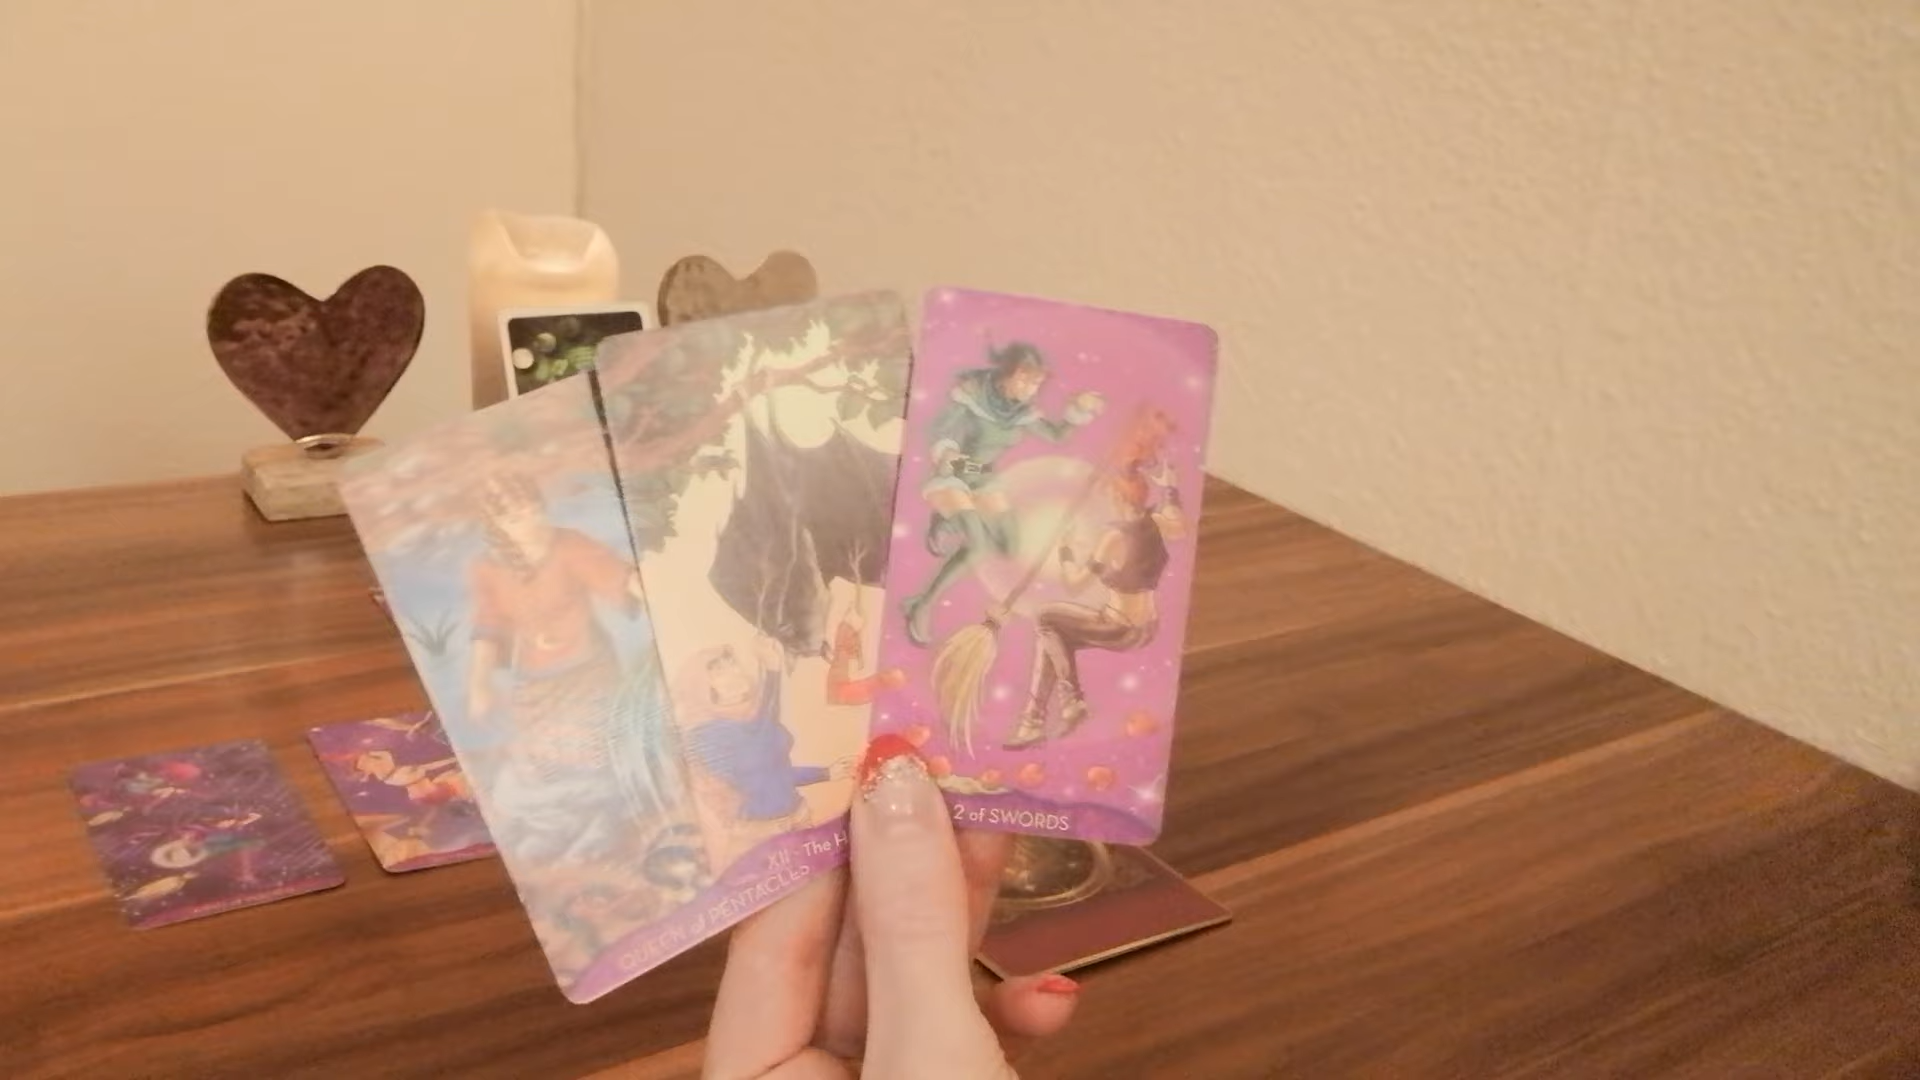 QUEEN of PENTACLES
XII - The H
2 of SWORDS